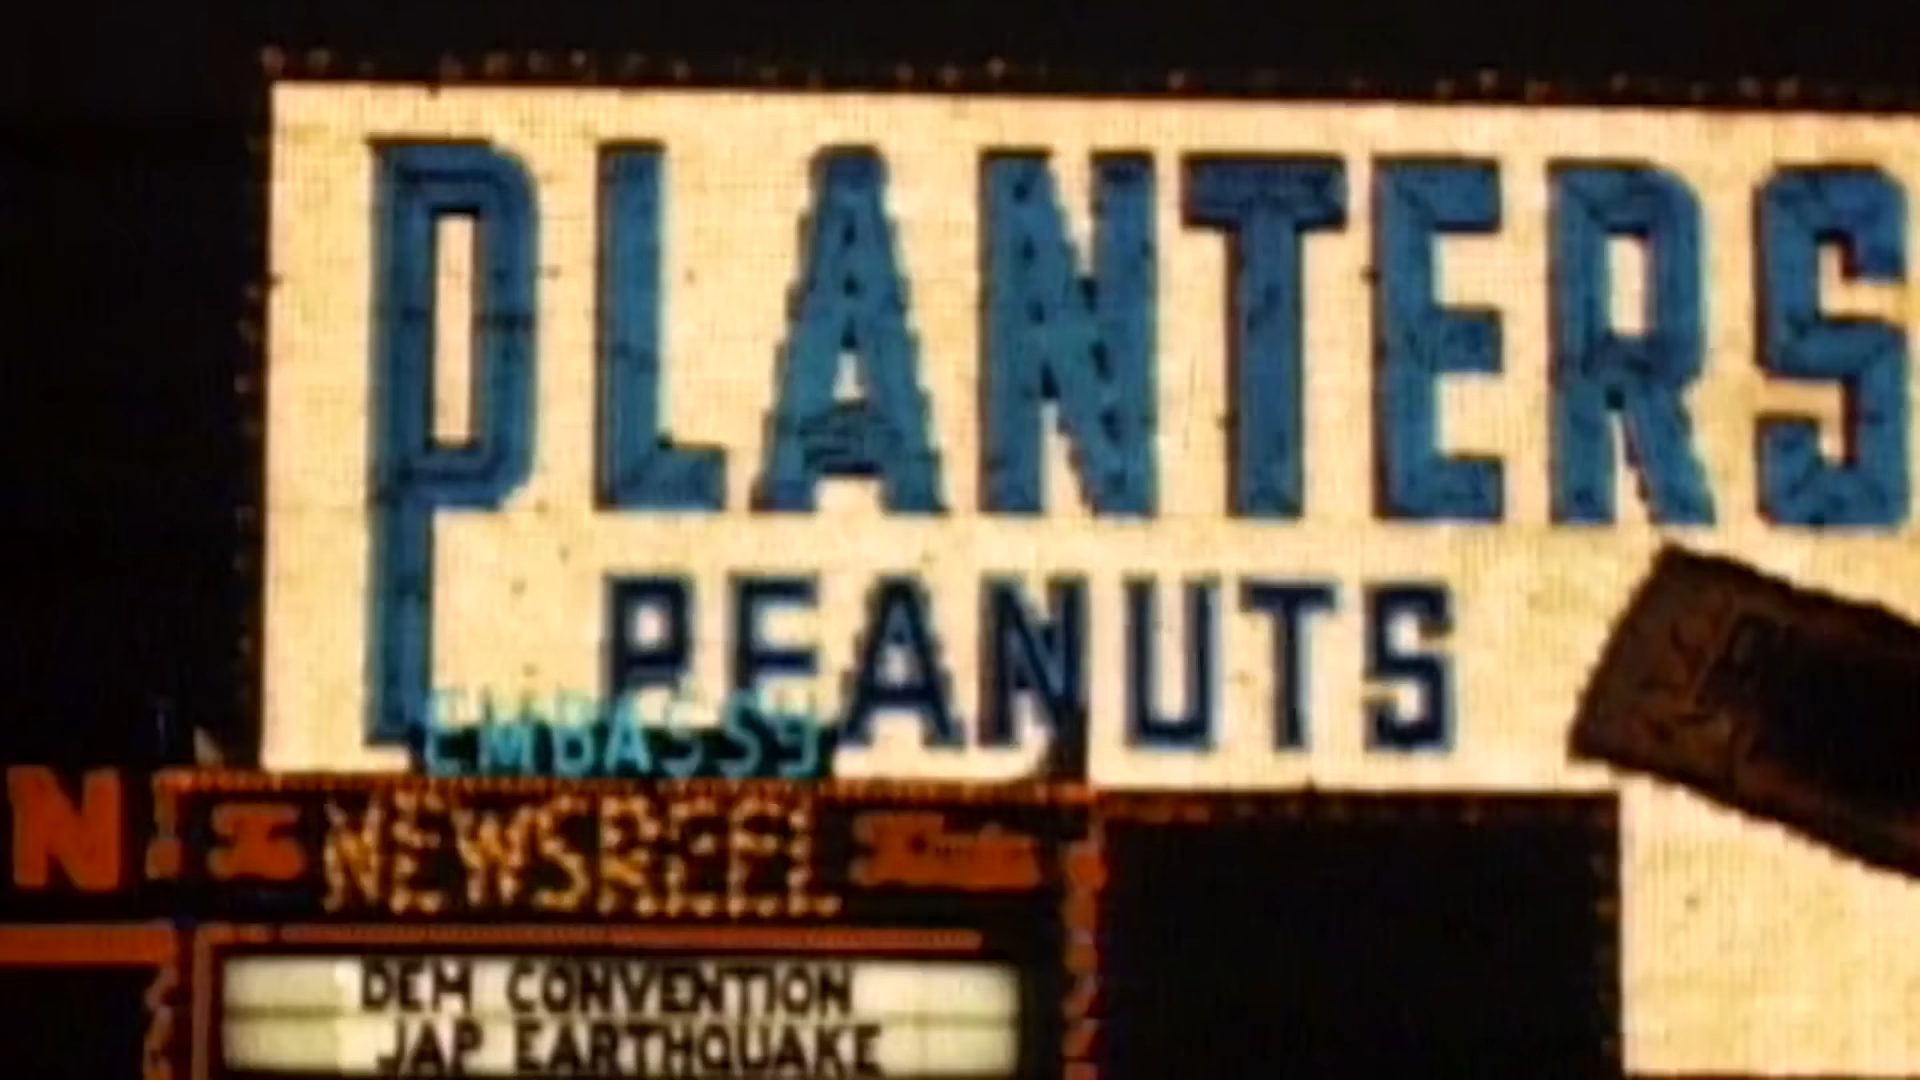 PLANTERS
PEANUTS
EMBASSY
N
NEWSREEL
DEM CONVENTION
JAP EARTHQUAKE